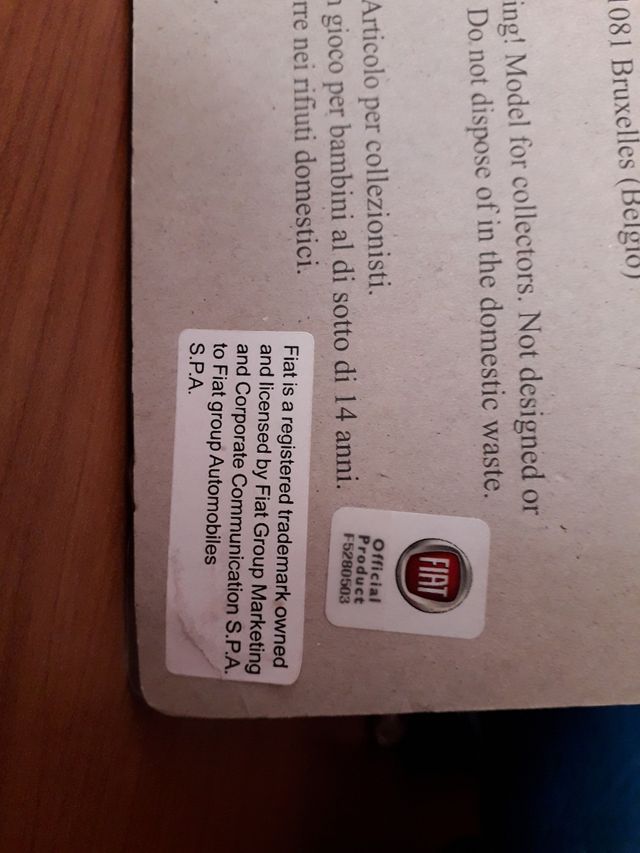 1081 Bruxelles (Belgio)
ing! Model for collectors. Not designed or
Do not dispose of in the domestic waste.
Articolo per collezionisti.
gioco per bambini al di sotto di 14 anni.
rre nei rifiuti domestici.
FIAT
Official
Product
F5280503
Fiat is a registered trademark owned
and licensed by Fiat Group Marketing
and Corporate Communication S.P.A.
to Fiat group Automobiles
S.P.A.